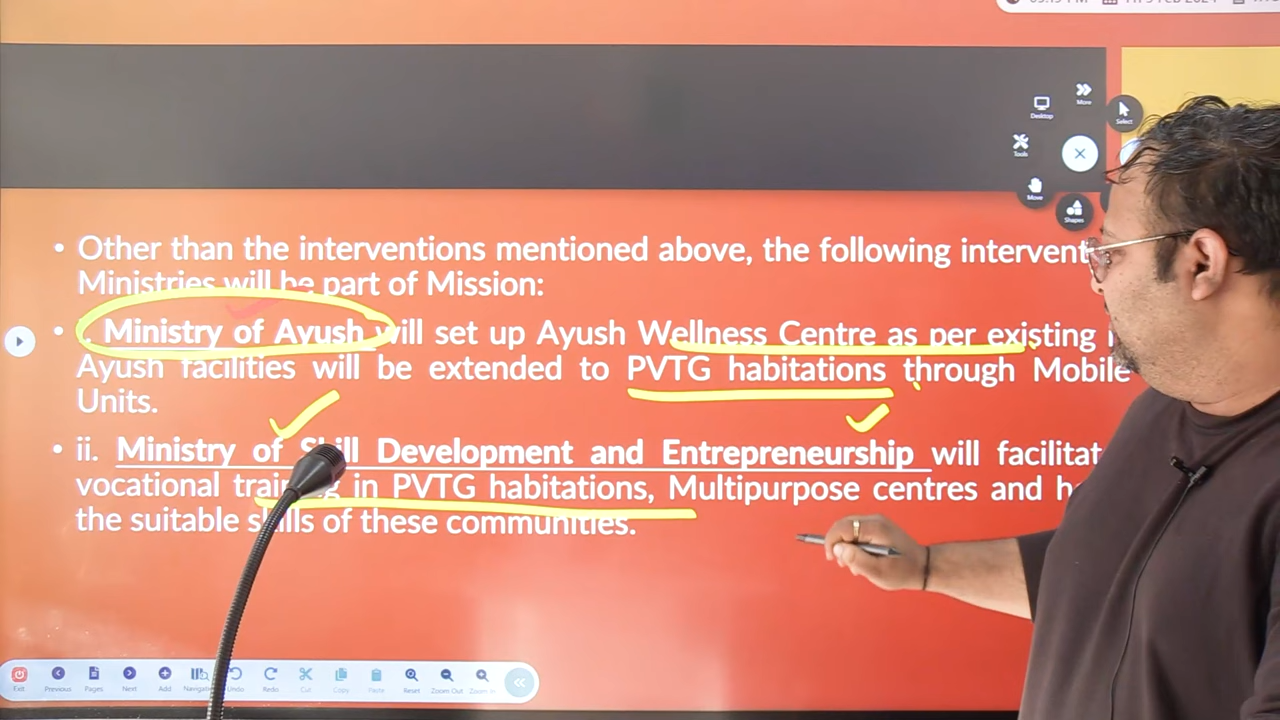 More
Desktop
Select
Tools
Move
Shapes
• Other than the interventions mentioned above, the following
Ministries will be part of Mission:
• . Ministry of Ayush will set up Ayush Wellness Centre as per existing
Ayush facilities will be extended to PVTG habitations through Mobile
Units.
• ii. Ministry of Skill Development and Entrepreneurship will
vocational training in PVTG habitations, Multipurpose centres and
the suitable skills of these communities.
Exit Previous Pages Next Add Undo Redo Cut Copy Paste Reset Zoom Out Zoom